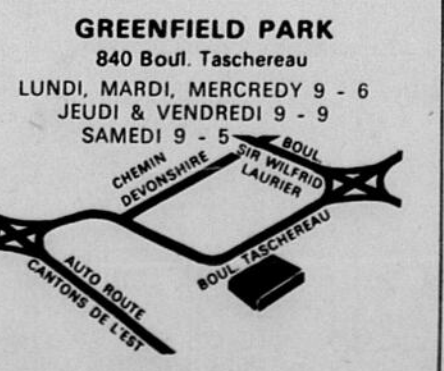 GREENFIELD PARK
840 Boul. Taschereau
LUNDI, MARDI, MERCREDY 9 - 6
JEUDI & VENDREDI 9 - 9
SAMEDI 9 - 5
CHEMIN
DEVONSHIRE
BOUL.
SIR WILFRID
LAURIER
BOUL. TASCHEREAU
AUTO ROUTE
CANTONS DE L'EST